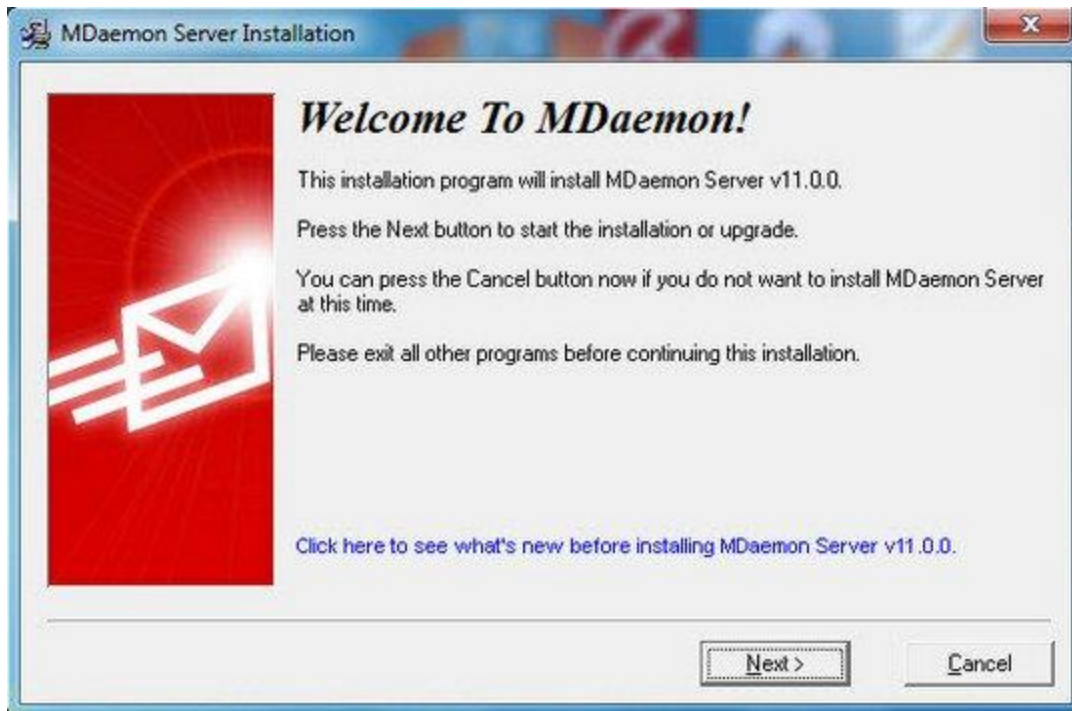 MDaemon Server Installation
Welcome To MDaemon!
This installation program will install MDaemon Server v11.0.0.
Press the Next button to start the installation or upgrade.
You can press the Cancel button now if you do not want to install MDaemon Server
at this time.
Please exit all other programs before continuing this installation.
Click here to see what's new before installing MDaemon Server v11.0.0.
Next >
Cancel